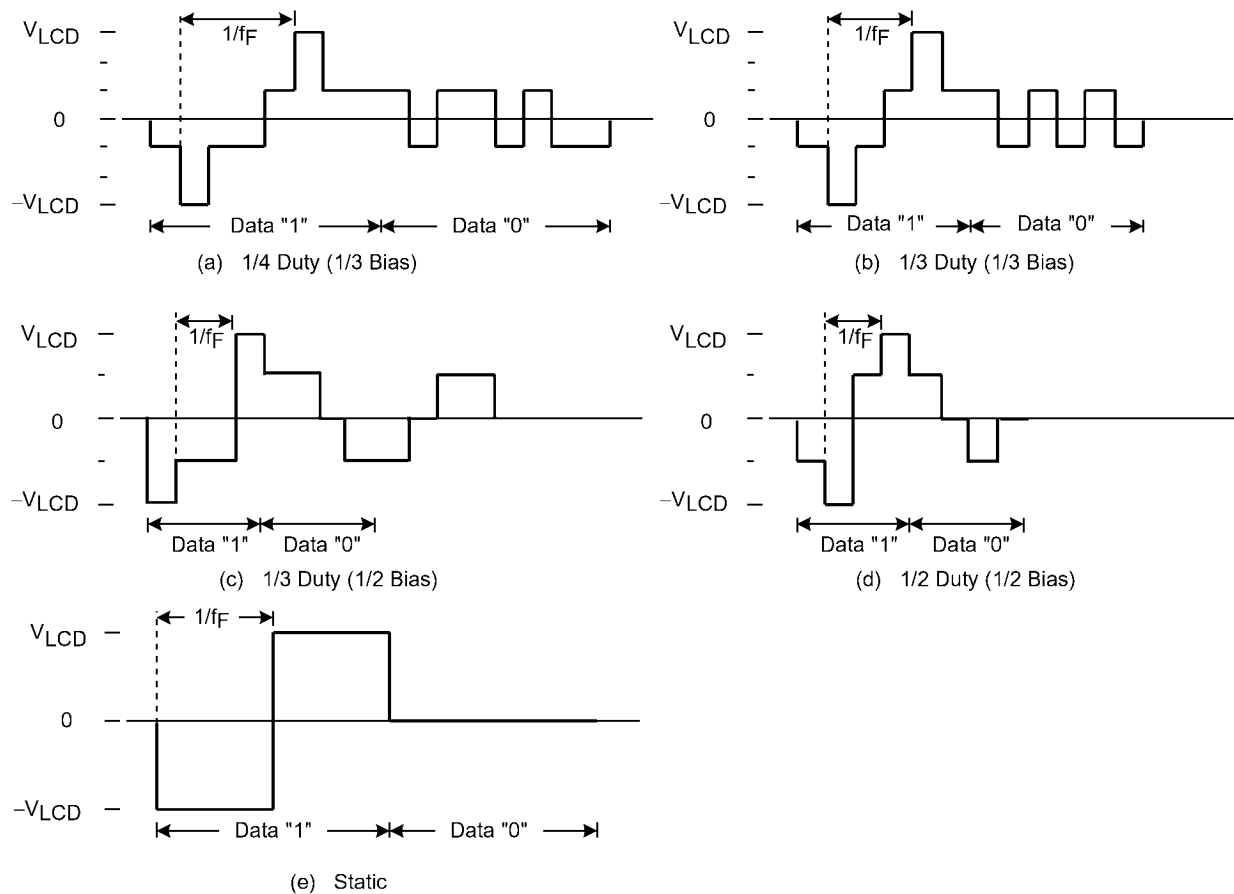 1/fF
VLCD
0
−VLCD
Data "1"
Data "0"
(a) 1/4 Duty (1/3 Bias)
1/fF
VLCD
0
−VLCD
Data "1"
Data "0"
(b) 1/3 Duty (1/3 Bias)
VLCD
1/fF
0
−VLCD
Data "1"
Data "0"
(c) 1/3 Duty (1/2 Bias)
VLCD
1/fF
0
−VLCD
Data "1"
Data "0"
(d) 1/2 Duty (1/2 Bias)
1/fF
VLCD
0
−VLCD
Data "1"
Data "0"
(e) Static